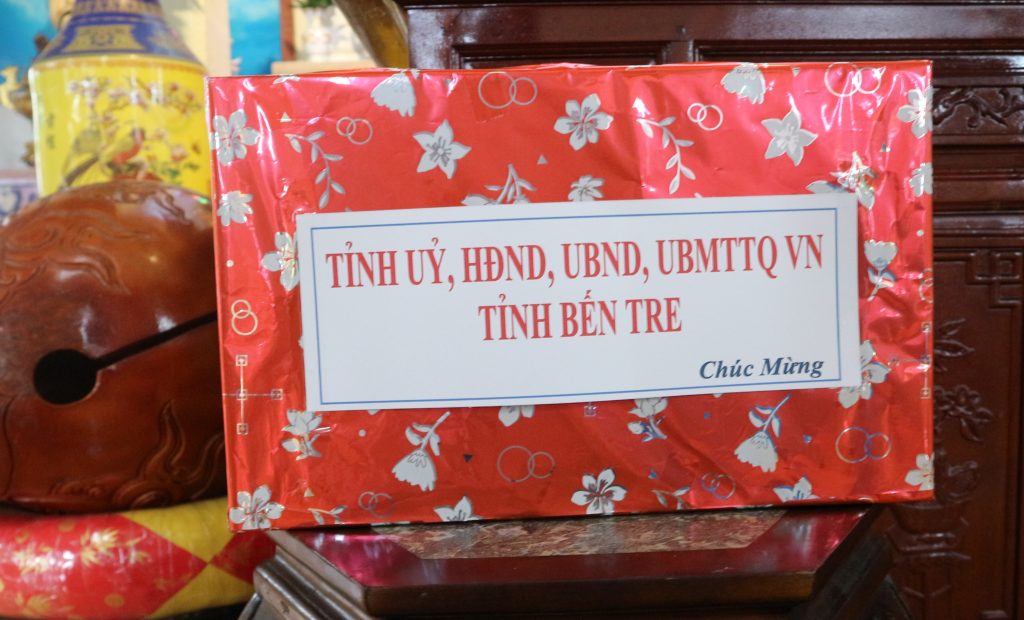 TỈNH UỶ, HĐND, UBND, UBMTTQ VN
TỈNH BẾN TRE
Chúc Mừng